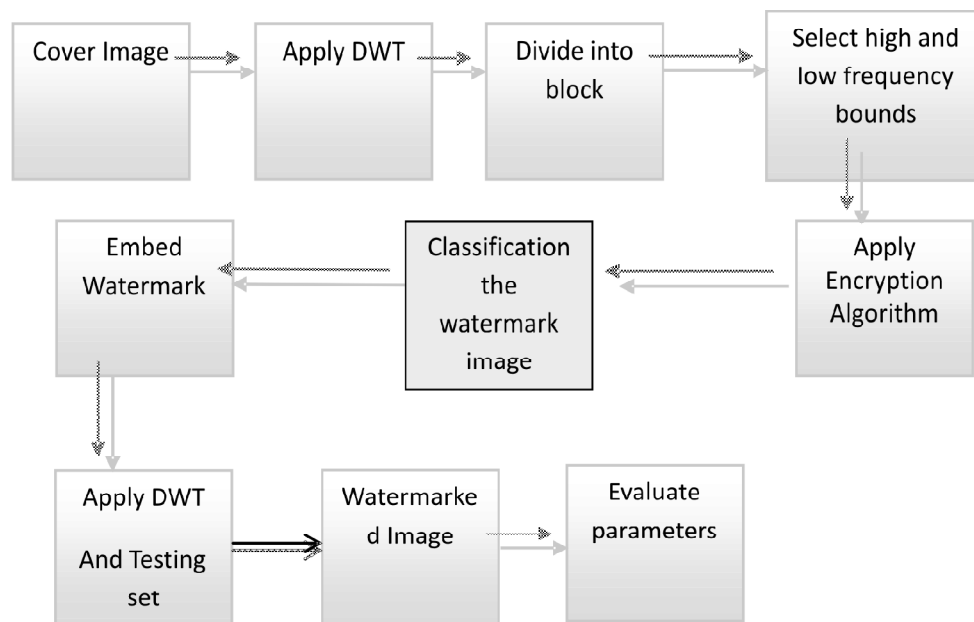 Cover Image
Apply DWT
Divide into
block
Select high and
low frequency
bounds
Apply
Encryption
Algorithm
Classification
the
watermark
image
Embed
Watermark
Apply DWT
And Testing
set
Watermarke
d Image
Evaluate
parameters